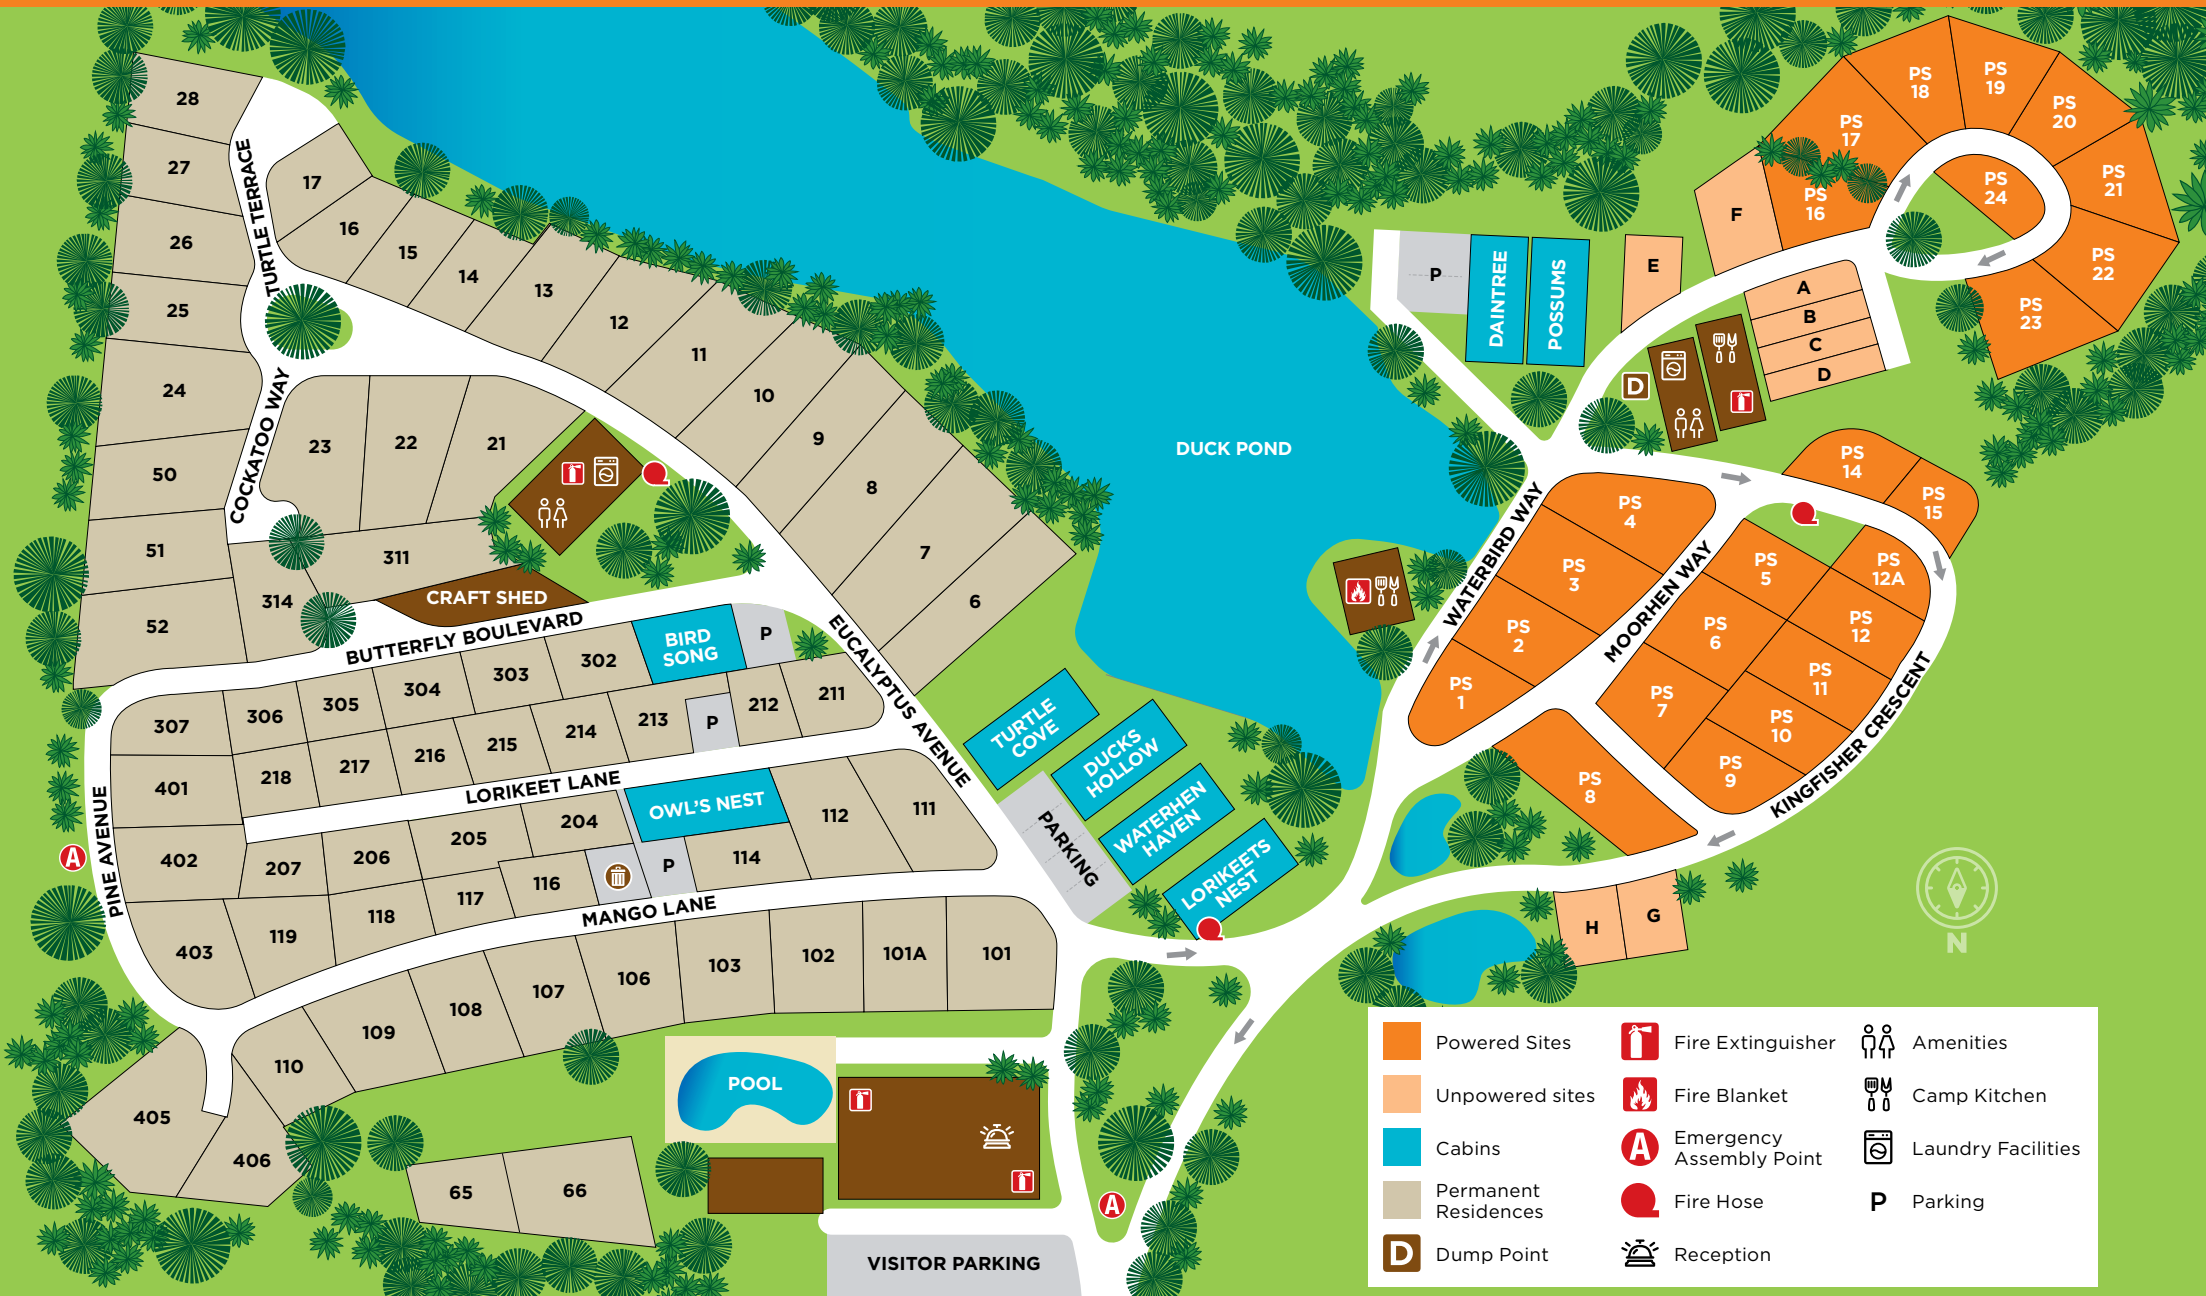 28
27
26
25
24
50
51
52
TURTLE TERRACE
COCKATOO WAY
17
16
15
14
13
12
11
10
9
8
7
6
23
22
21
311
314
CRAFT SHED
BUTTERFLY BOULEVARD
EUCALYPTUS AVENUE
BIRD
SONG
P
302
303
304
305
306
307
211
212
P
213
214
215
216
217
218
401
LORIKEET LANE
OWL'S NEST
111
112
114
P
204
205
206
207
402
116
117
118
119
403
PINE AVENUE
A
MANGO LANE
101
101A
102
103
106
107
108
109
110
405
406
65
66
POOL
VISITOR PARKING
A
TURTLE
COVE
DUCKS
HOLLOW
WATERHEN
HAVEN
LORIKEETS
NEST
PARKING
DUCK POND
P
DAINTREE
POSSUMS
E
F
A
B
C
D
D
PS
16
PS
17
PS
18
PS
19
PS
20
PS
21
PS
22
PS
23
PS
24
PS
14
PS
15
PS
4
PS
3
PS
2
PS
1
WATERBIRD WAY
MOORHEN WAY
KINGFISHER CRESCENT
PS
5
PS
6
PS
7
PS
8
PS
12A
PS
12
PS
11
PS
10
PS
9
H
G
N
Powered Sites
Unpowered sites
Cabins
Permanent
Residences
D
Dump Point
Fire Extinguisher
Fire Blanket
A
Emergency
Assembly Point
Fire Hose
Reception
Amenities
Camp Kitchen
Laundry Facilities
P
Parking